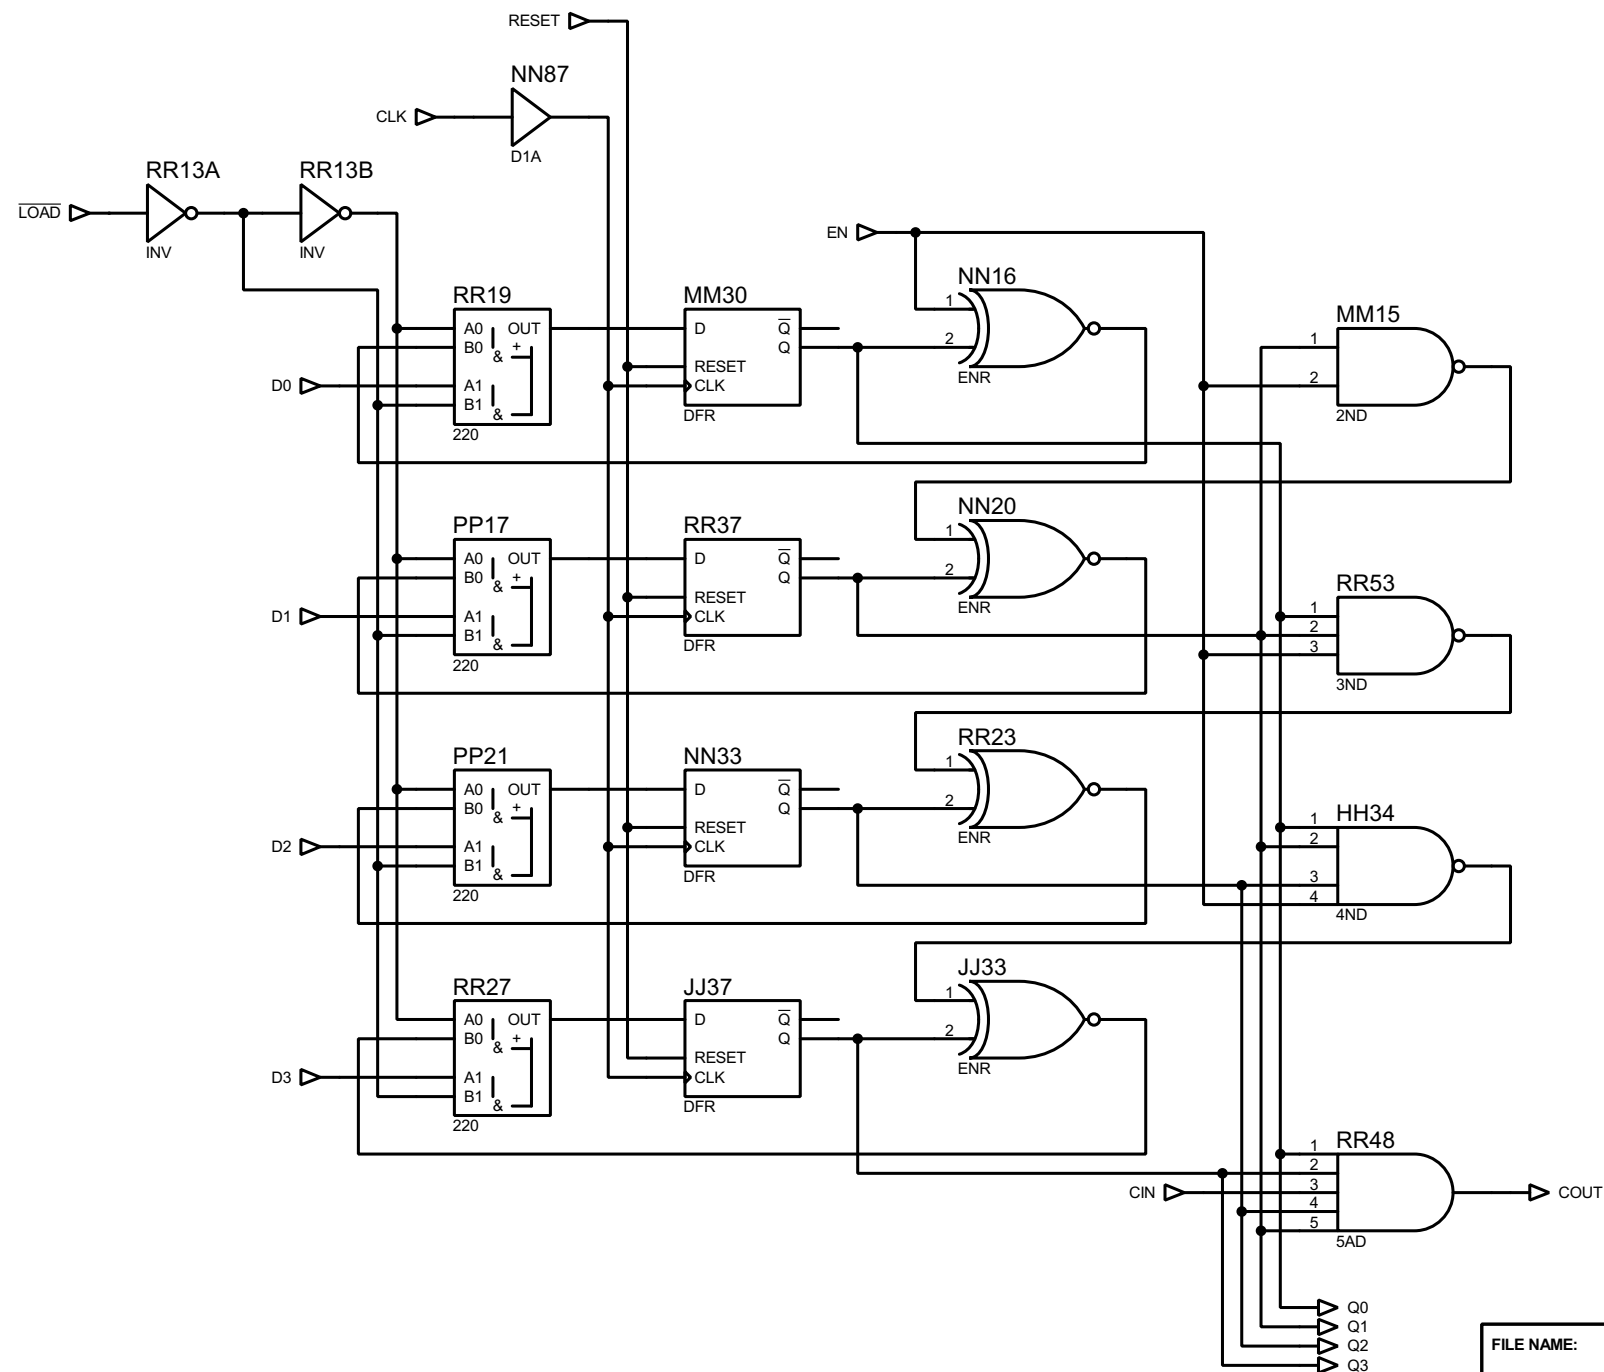 RESET
NN87
CLK
D1A
RR13A
RR13B
LOAD
INV
INV
EN
NN16
RR19
MM30
MM15
1
1
A0
OUT
D
Q
B0
+
Q
2
&
RESET
ENR
2
D0
A1
CLK
B1
&
DFR
2ND
220
NN20
PP17
RR37
1
A0
OUT
D
Q
RR53
B0
+
Q
2
&
RESET
ENR
1
D1
A1
CLK
2
B1
&
DFR
3
220
3ND
RR23
PP21
NN33
1
A0
OUT
D
Q
B0
+
Q
2
HH34
&
RESET
ENR
1
D2
A1
CLK
2
B1
&
DFR
3
220
4
4ND
JJ33
RR27
JJ37
1
A0
OUT
D
Q
B0
+
Q
2
&
RESET
ENR
D3
A1
CLK
B1
&
DFR
220
RR48
1
2
CIN
3
COUT
4
5
5AD
Q0
Q1
FILE NAME:
Q2
Q3